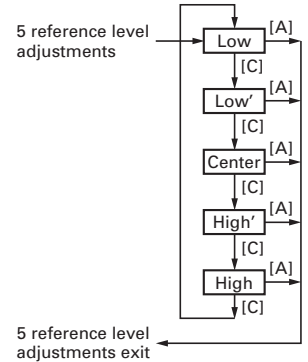 5 reference level
adjustments
Low
[A]
[C]
Low’
[A]
[C]
Center
[A]
[C]
High’
[A]
[C]
High
[A]
[C]
5 reference level
adjustments exit